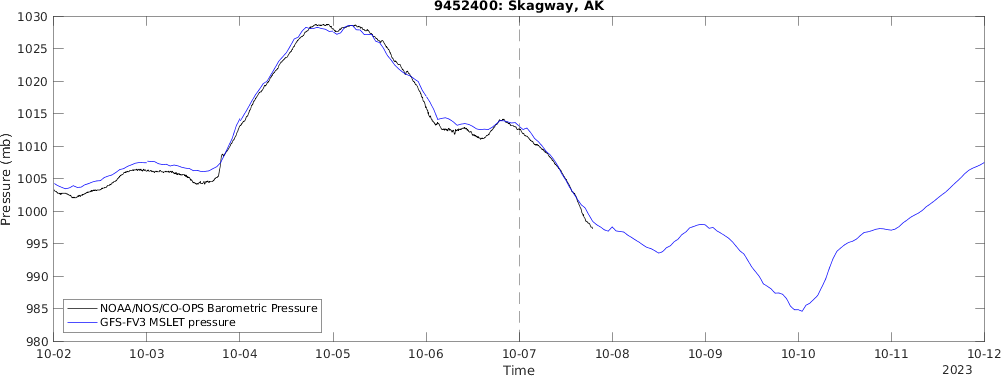 9452400: Skagway, AK
1030
1025
1020
1015
1010
1005
1000
995
990
985
980
Pressure (mb)
NOAA/NOS/CO-OPS Barometric Pressure
GFS-FV3 MSLET pressure
10-02 10-03 10-04 10-05 10-06 10-07 10-08 10-09 10-10 10-11 10-12
Time
2023